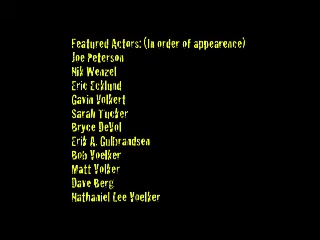 Featured Actors: (In order of appearence)
Joe Peterson
Nik Wenzel
Eric Ecklund
Gavin Volkert
Sarah Tucker
Bryce DeVol
Erik A. Gulbrandsen
Bob Voelker
Matt Volker
Dave Berg
Nathaniel Lee Voelker